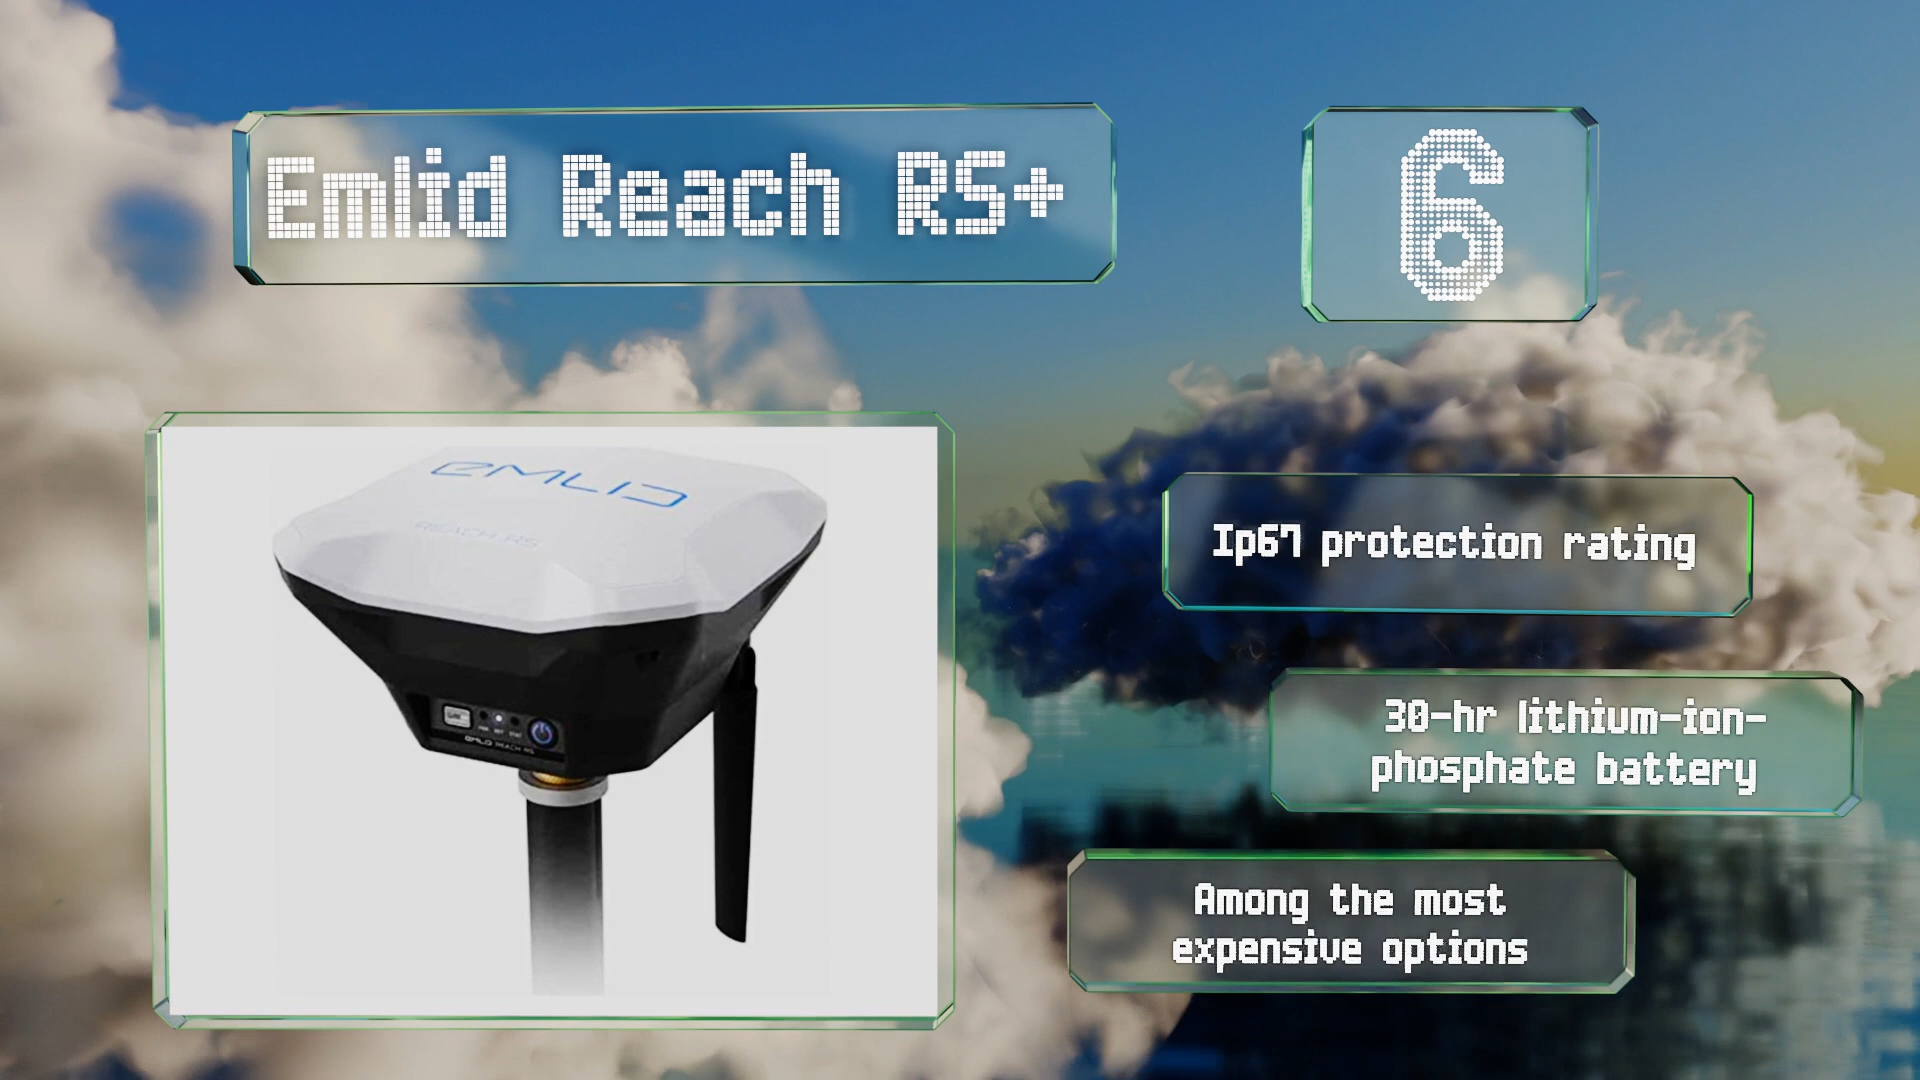 Emlid Reach RS+
6
EMLID
REACH RS
EMLID REACH RS
Ip67 protection rating
30-hr lithium-ion-
phosphate battery
Among the most
expensive options